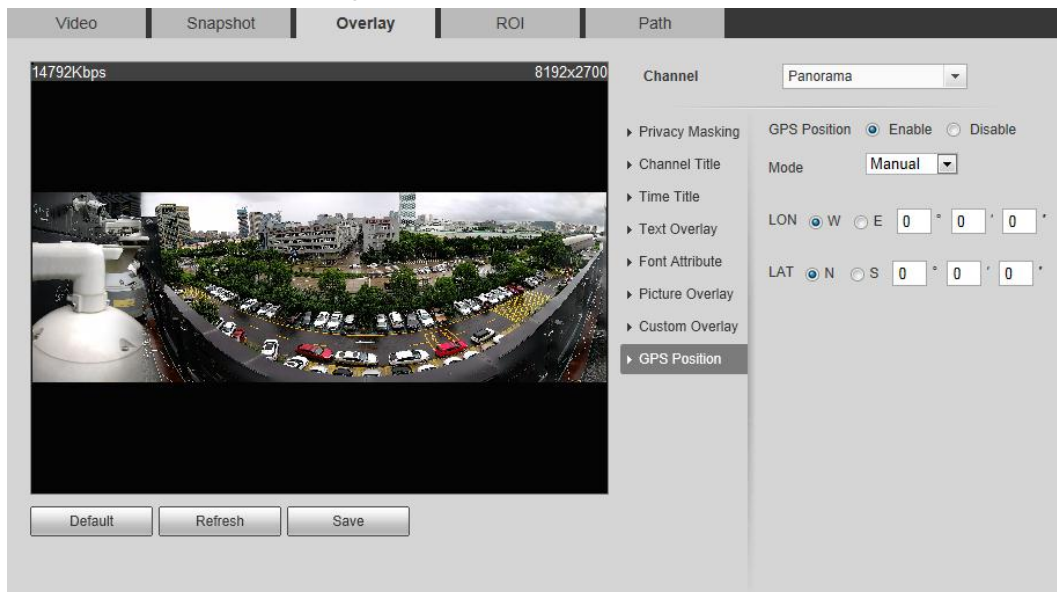 Video Snapshot Overlay ROI Path
14792Kbps 8192x2700
Channel Panorama
Privacy Masking
Channel Title
Time Title
Text Overlay
Font Attribute
Picture Overlay
Custom Overlay
GPS Position
GPS Position Enable Disable
Mode Manual
LON W E 0 ° 0 ' 0 "
LAT N S 0 ° 0 ' 0 "
Default Refresh Save